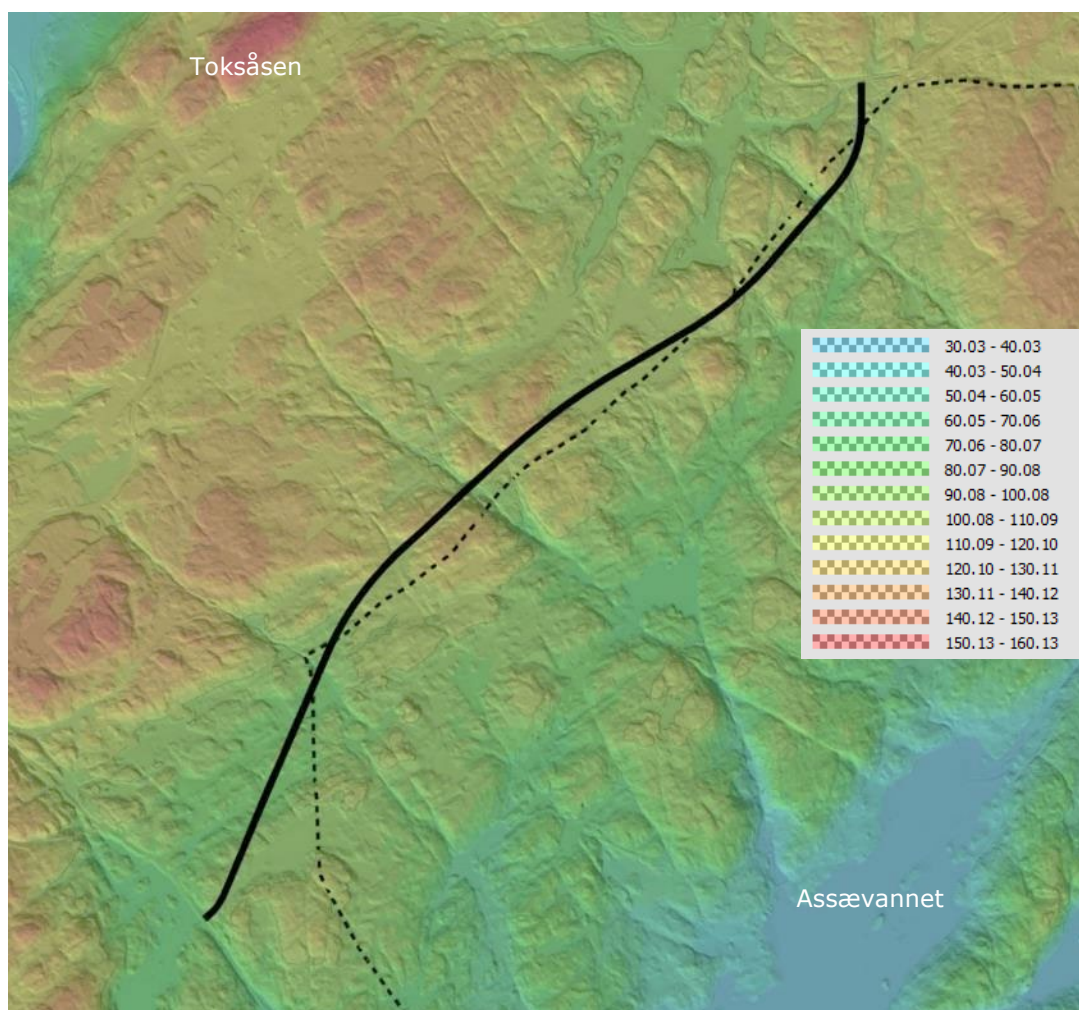 Toksåsen
30.03 - 40.03
40.03 - 50.04
50.04 - 60.05
60.05 - 70.06
70.06 - 80.07
80.07 - 90.08
90.08 - 100.08
100.08 - 110.09
110.09 - 120.10
120.10 - 130.11
130.11 - 140.12
140.12 - 150.13
150.13 - 160.13
Assævannet